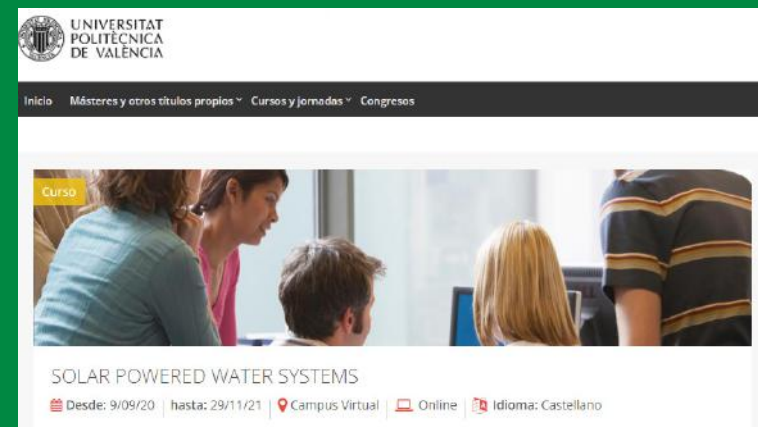 UNIVERSITAT
POLITÈCNICA
DE VALÈNCIA
Inicio Másteres y otros títulos propios Cursos y jornadas Congresos
Curso
SOLAR POWERED WATER SYSTEMS
Desde: 9/09/20 hasta: 29/11/21 Campus Virtual Online Idioma: Castellano